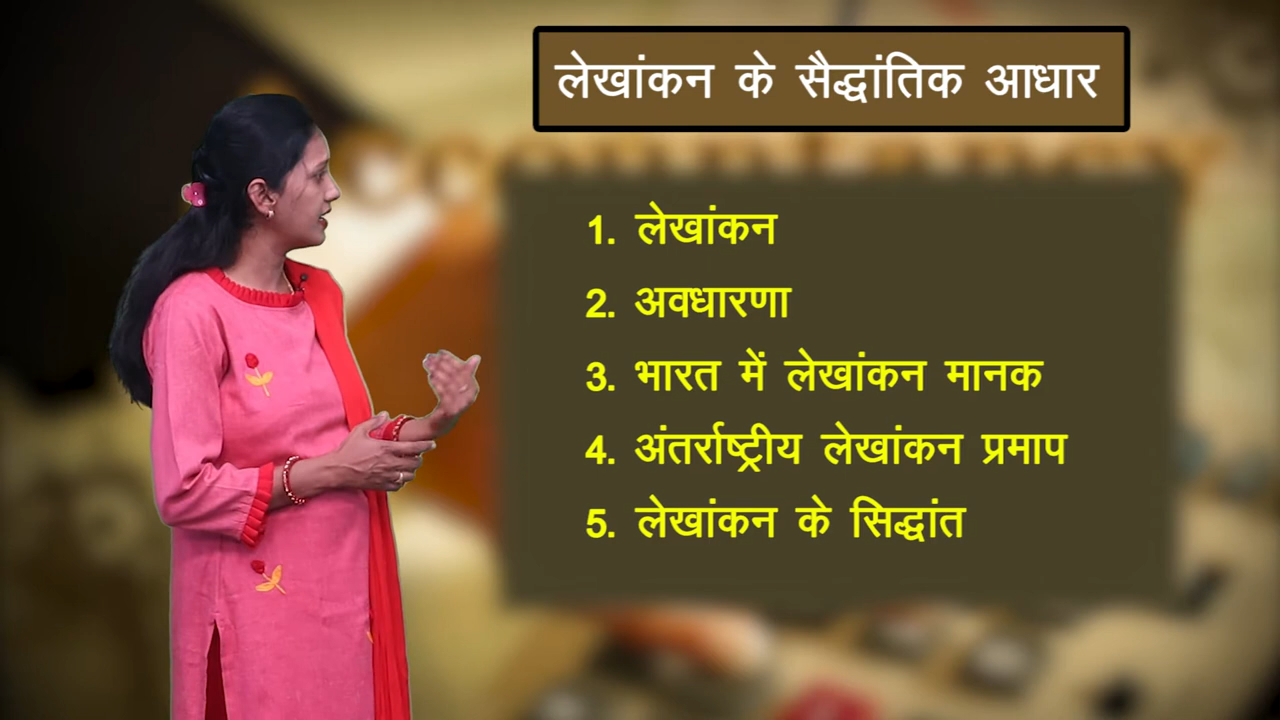 लेखांकन के सैद्धांतिक आधार
1. लेखांकन
2. अवधारणा
3. भारत में लेखांकन मानक
4. अंतर्राष्ट्रीय लेखांकन प्रमाप
5. लेखांकन के सिद्धांत